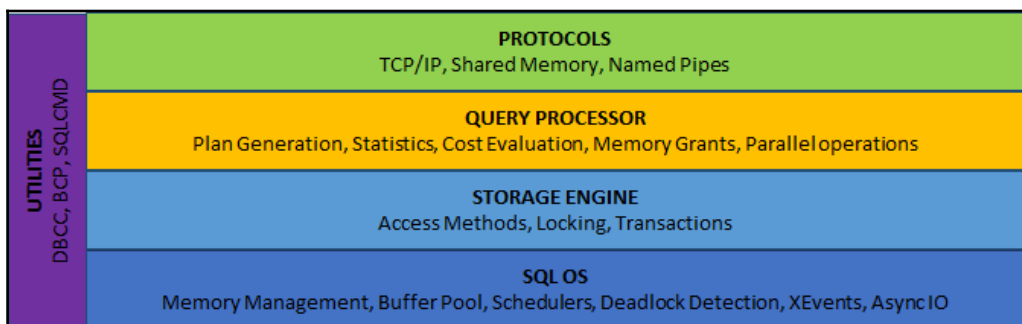 UTILITIES
DBCC, BCP, SQLCMD
PROTOCOLS
TCP/IP, Shared Memory, Named Pipes
QUERY PROCESSOR
Plan Generation, Statistics, Cost Evaluation, Memory Grants, Parallel operations
STORAGE ENGINE
Access Methods, Locking, Transactions
SQL OS
Memory Management, Buffer Pool, Schedulers, Deadlock Detection, XEvents, Async IO